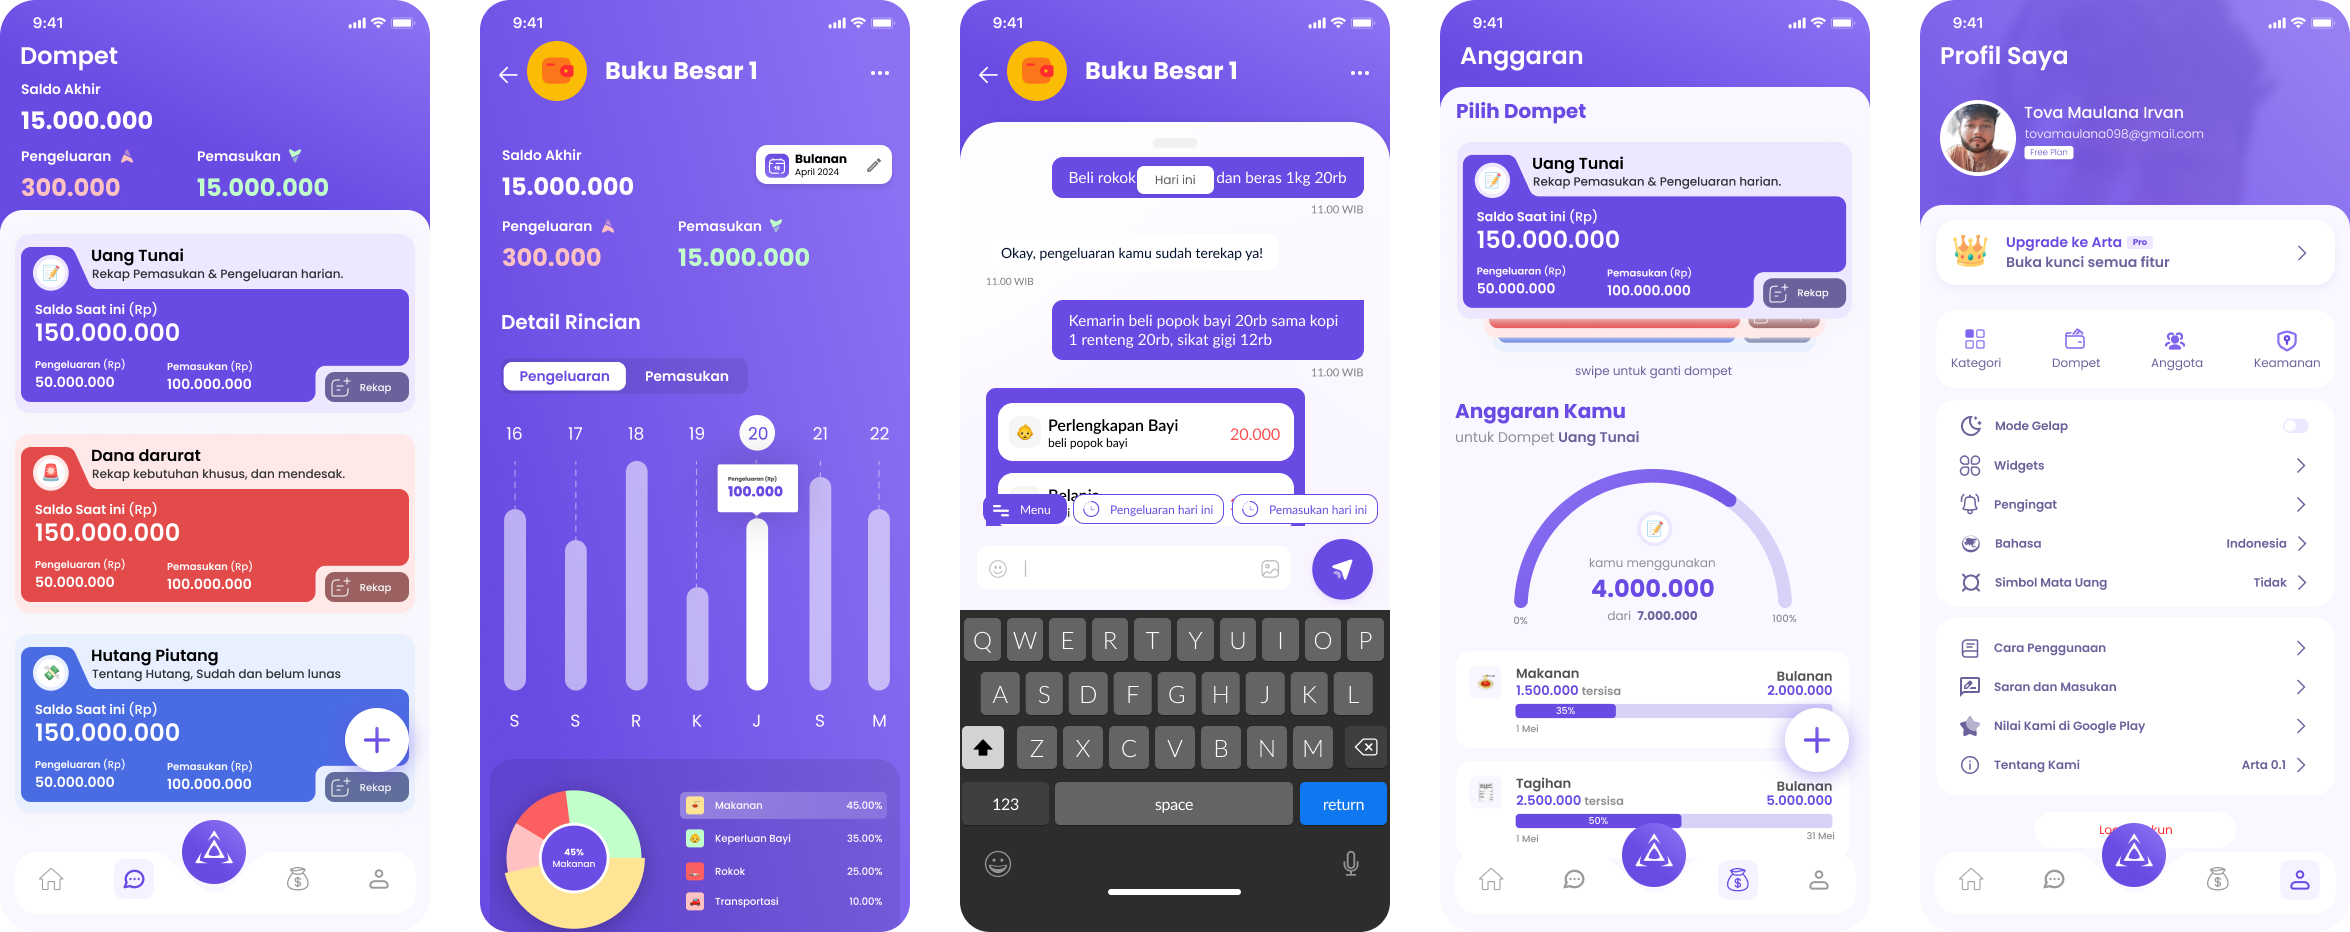 9:41
Dompet
Saldo Akhir
15.000.000
Pengeluaran
Pemasukan
300.000
15.000.000
Uang Tunai
Rekap Pemasukan & Pengeluaran harian.
Saldo Saat ini (Rp)
150.000.000
Pengeluaran (Rp)
Pemasukan (Rp)
50.000.000
100.000.000
Rekap
Dana darurat
Rekap kebutuhan khusus, dan mendesak.
Saldo Saat ini (Rp)
150.000.000
Pengeluaran (Rp)
Pemasukan (Rp)
50.000.000
100.000.000
Rekap
Hutang Piutang
Tentang Hutang, Sudah dan belum lunas
Saldo Saat ini (Rp)
150.000.000
Pengeluaran (Rp)
Pemasukan (Rp)
50.000.000
100.000.000
Rekap
9:41
Buku Besar 1
Saldo Akhir
15.000.000
Bulanan
April 2024
Pengeluaran
Pemasukan
300.000
15.000.000
Detail Rincian
Pengeluaran
Pemasukan
16 17 18 19 20 21 22
Pengeluaran (Rp)
100.000
S S R K J S M
45%
Makanan
Makanan 45.00%
Keperluan Bayi 35.00%
Rokok 25.00%
Transportasi 10.00%
9:41
Buku Besar 1
Beli rokok
Hari ini
dan beras 1kg 20rb
11.00 WIB
Okay, pengeluaran kamu sudah terekap ya!
11.00 WIB
Kemarin beli popok bayi 20rb sama kopi
1 renteng 20rb, sikat gigi 12rb
11.00 WIB
Perlengkapan Bayi
beli popok bayi
20.000
Belanja
Menu
Pengeluaran hari ini
Pemasukan hari ini
Q W E R T Y U I O P
A S D F G H J K L
Z X C V B N M
123
space
return
9:41
Anggaran
Pilih Dompet
Uang Tunai
Rekap Pemasukan & Pengeluaran harian.
Saldo Saat ini (Rp)
150.000.000
Pengeluaran (Rp)
Pemasukan (Rp)
50.000.000
100.000.000
Rekap
swipe untuk ganti dompet
Anggaran Kamu
untuk Dompet Uang Tunai
kamu menggunakan
4.000.000
dari 7.000.000
0%
100%
Makanan
Bulanan
1.500.000 tersisa
2.000.000
35%
1 Mei
Tagihan
Bulanan
2.500.000 tersisa
5.000.000
50%
1 Mei
31 Mei
9:41
Profil Saya
Tova Maulana Irvan
tovamaulana098@gmail.com
Free Plan
Upgrade ke Arta Pro
Buka kunci semua fitur
Kategori
Dompet
Anggota
Keamanan
Mode Gelap
Widgets
Pengingat
Bahasa
Indonesia
Simbol Mata Uang
Tidak
Cara Penggunaan
Saran dan Masukan
Nilai Kami di Google Play
Tentang Kami
Arta 0.1